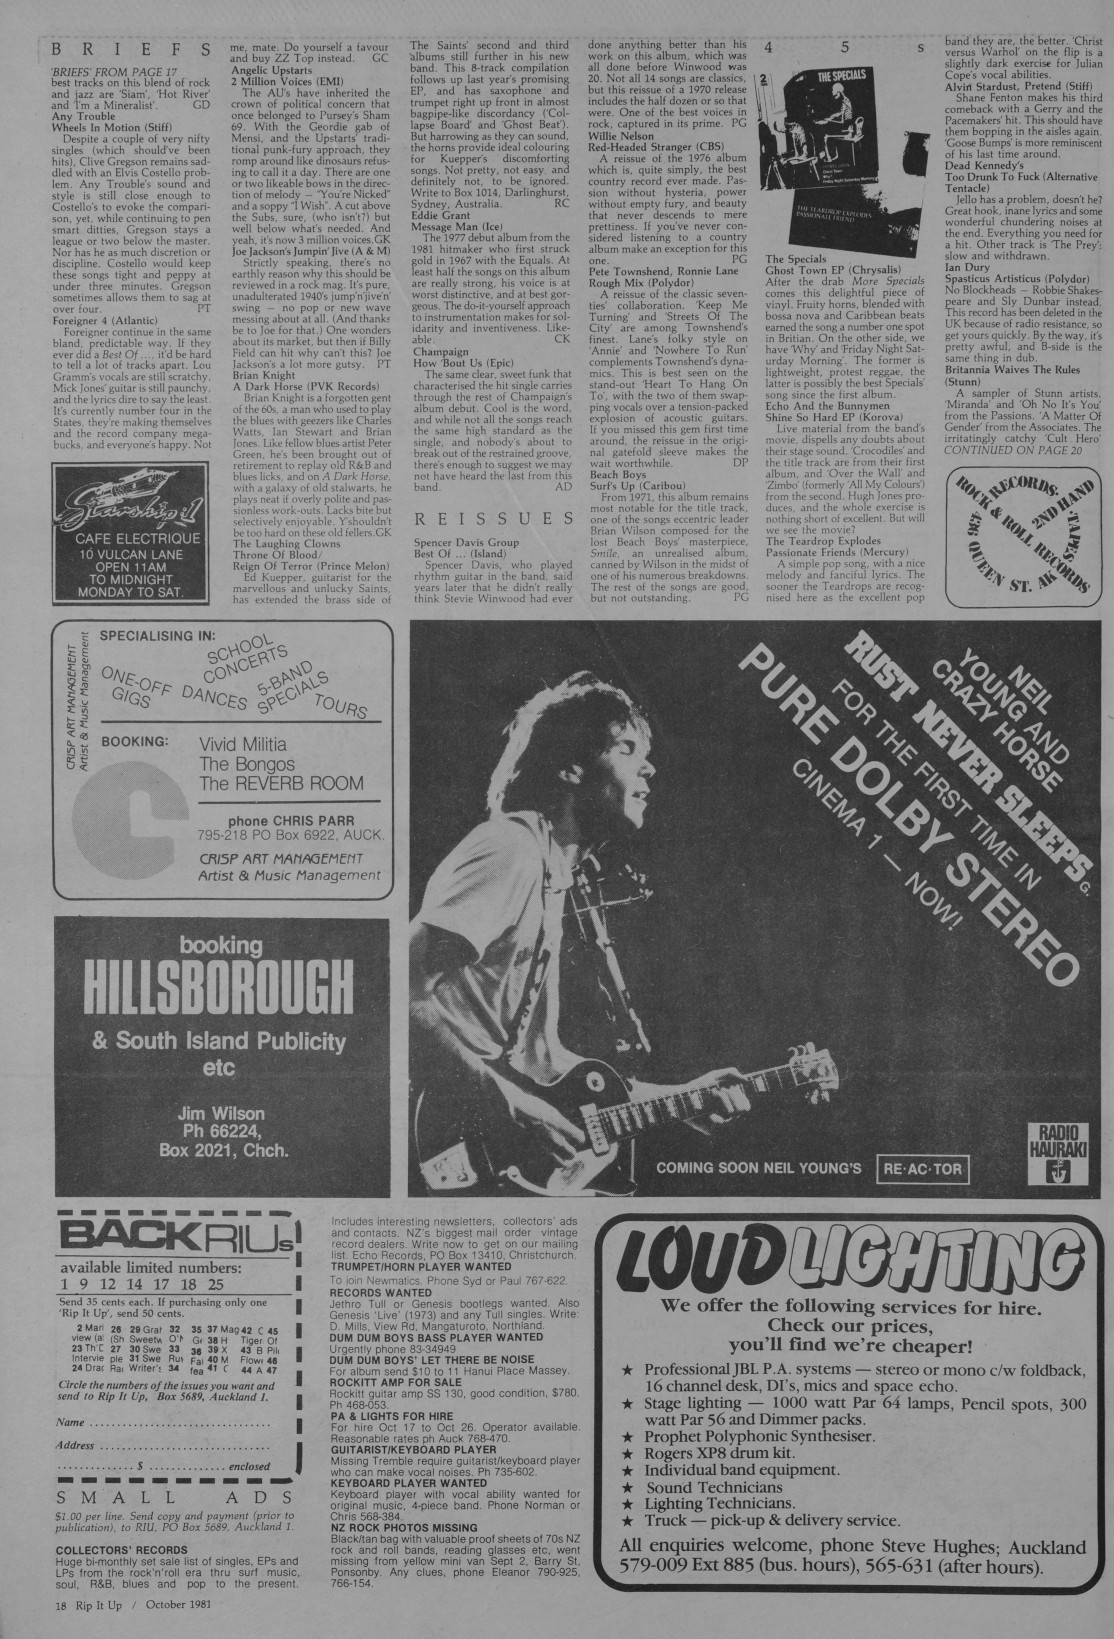 B R I E F S
'BRIEFS' FROM PAGE 17
best tracks on this blend of rock
and jazz are 'Siam', 'Hot River'
and 'I'm a Mineralist'. GD
Any Trouble
Wheels In Motion (Stiff)
Despite a couple of very nifty
singles (which should've been
hits), Clive Gregson remains sad-
dled with an Elvis Costello prob-
lem. Any Trouble's sound and
style is still close enough to
Costello's to evoke the compari-
son, yet, while continuing to pen
smart ditties, Gregson stays a
league or two below the master.
Nor has he as much discretion or
discipline. Costello would keep
these songs tight and peppy at
under three minutes. Gregson
sometimes allows them to sag at
over four. PT
Foreigner 4 (Atlantic)
Foreigner continue in the same
bland, predictable way. If they
ever did a Best Of ..., it'd be hard
to tell a lot of tracks apart. Lou
Gramm's vocals are still scratchy,
Mick Jones' guitar is still paunchy,
and the lyrics dire to say the least.
It's currently number four in the
States, they're making themselves
and the record company mega-
bucks, and everyone's happy. Not
me, mate. Do yourself a favour
and buy ZZ Top instead. GC
Angelic Upstarts
2 Million Voices (EMI)
The AU's have inherited the
crown of political concern that
once belonged to Pursey's Sham
69. With the Geordie gab of
Mensi, and the Upstarts' tradi-
tional punk-fury approach, they
romp around like dinosaurs refus-
ing to call it a day. There are one
or two likeable bows in the direc-
tion of melody — "You're Nicked"
and a soppy "I Wish". A cut above
the Subs, sure, (who isn't?) but
well below what's needed. And
yeah, it's now 3 million voices.GK
Joe Jackson's Jumpin' Jive (A & M)
Strictly speaking, there's no
earthly reason why this should be
reviewed in a rock mag. It's pure,
unadulterated 1940's jump'n'jive'n'
swing — no pop or new wave
messing about at all. (And thanks
be to Joe for that.) One wonders
about its market, but then if Billy
Field can hit why can't this? Joe
Jackson's a lot more gutsy. PT
Brian Knight
A Dark Horse (PVK Records)
Brian Knight is a forgotten gent
of the 60s, a man who used to play
the blues with geezers like Charles
Watts, Ian Stewart and Brian
Jones. Like fellow blues artist Peter
Green, he's been brought out of
retirement to replay old R&B and
blues licks, and on A Dark Horse,
with a galaxy of old stalwarts, he
plays neat if overly polite and pas-
sionless work-outs. Lacks bite but
selectively enjoyable. Y'shouldn't
be too hard on these old fellers.GK
The Laughing Clowns
Throne Of Blood/
Reign Of Terror (Prince Melon)
Ed Kuepper, guitarist for the
marvellous and unlucky Saints,
has extended the brass side of
The Saints' second and third
albums still further in his new
band. This 8-track compilation
follows up last year's promising
EP, and has saxophone and
trumpet right up front in almost
bagpipe-like discordancy ('Col-
lapse Board' and 'Ghost Beat').
But harrowing as they can sound,
the horns provide ideal colouring
for Kuepper's discomforting
songs. Not pretty, not easy, and
definitely not, to be ignored.
Write to Box 1014, Darlinghurst,
Sydney, Australia. RC
Eddie Grant
Message Man (Ice)
The 1977 debut album from the
1981 hitmaker who first struck
gold in 1967 with the Equals. At
least half the songs on this album
are really strong, his voice is at
worst distinctive, and at best gor-
geous. The do-it-yourself approach
to instrumentation makes for sol-
idarity and inventiveness. Like-
able. CK
Champaign
How 'Bout Us (Epic)
The same clear, sweet funk that
characterised the hit single carries
through the rest of Champaign's
album debut. Cool is the word,
and while not all the songs reach
the same high standard as the
single, and nobody's about to
break out of the restrained groove,
there's enough to suggest we may
not have heard the last from this
band. AD
R E I S S U E S
Spencer Davis Group
Best Of ... (Island)
Spencer Davis, who played
rhythm guitar in the band, said
years later that he didn't really
think Stevie Winwood had ever
done anything better than his
work on this album, which was
all done before Winwood was
20. Not all 14 songs are classics,
but this reissue of a 1970 release
includes the half dozen or so that
were. One of the best voices in
rock, captured in its prime. PG
Willie Nelson
Red-Headed Stranger (CBS)
A reissue of the 1976 album
which is, quite simply, the best
country record ever made. Pas-
sion without hysteria, power
without empty fury, and beauty
that never descends to mere
prettiness. If you've never con-
sidered listening to a country
album make an exception for this
one. PG
Pete Townshend, Ronnie Lane
Rough Mix (Polydor)
A reissue of the classic seven-
ties' collaboration. 'Keep Me
Turning' and 'Streets Of The
City' are among Townshend's
finest. Lane's folky style on
'Annie' and 'Nowhere To Run'
complements Townshend's dyna-
mics. This is best seen on the
stand-out 'Heart To Hang On
To', with the two of them swap-
ping vocals over a tension-packed
explosion of acoustic guitars.
If you missed this gem first time
around, the reissue in the origi-
nal gatefold sleeve makes the
wait worthwhile. DP
Beach Boys
Surf's Up (Caribou)
From 1971, this album remains
most notable for the title track,
one of the songs eccentric leader
Brian Wilson composed for the
lost Beach Boys' masterpiece,
Smile, an unrealised album,
canned by Wilson in the midst of
one of his numerous breakdowns.
The rest of the songs are good,
but not outstanding. PG
4 5 s
2
THE SPECIALS
THE TEARDROP EXPLODES
PASSIONATE FRIEND
The Specials
Ghost Town EP (Chrysalis)
After the drab More Specials
comes this delightful piece of
vinyl. Fruity horns, blended with
bossa nova and Caribbean beats
earned the song a number one spot
in Britian. On the other side, we
have 'Why' and 'Friday Night Sat-
urday Morning'. The former is
lightweight, protest reggae, the
latter is possibly the best Specials'
song since the first album.
Echo And the Bunnymen
Shine So Hard EP (Korova)
Live material from the band's
movie, dispells any doubts about
their stage sound. 'Crocodiles' and
the title track are from their first
album, and 'Over the Wall' and
'Zimbo' (formerly 'All My Colours')
from the second. Hugh Jones pro-
duces, and the whole exercise is
nothing short of excellent. But will
we see the movie?
The Teardrop Explodes
Passionate Friends (Mercury)
A simple pop song, with a nice
melody and fanciful lyrics. The
sooner the Teardrops are recog-
nised here as the excellent pop
band they are, the better. 'Christ
versus Warhol' on the flip is a
slightly dark exercise for Julian
Cope's vocal abilities.
Alvin Stardust, Pretend (Stiff)
Shane Fenton makes his third
comeback with a Gerry and the
Pacemakers' hit. This should have
them bopping in the aisles again.
'Goose Bumps' is more reminiscent
of his last time around.
Dead Kennedy's
Too Drunk To Fuck (Alternative
Tentacle)
Jello has a problem, doesn't he?
Great hook, inane lyrics and some
wonderful chundering noises at
the end. Everything you need for
a hit. Other track is 'The Prey';
slow and withdrawn.
Ian Dury
Spasticus Artisticus (Polydor)
No Blockheads — Robbie Shakes-
peare and Sly Dunbar instead.
This record has been deleted in the
UK because of radio resistance, so
get yours quickly. By the way, it's
pretty awful, and B-side is the
same thing in dub.
Britannia Waives The Rules
(Stunn)
A sampler of Stunn artists.
'Miranda' and 'Oh No It's You'
from the Passions. 'A Matter Of
Gender' from the Associates. The
irritatingly catchy 'Cult Hero'
CONTINUED ON PAGE 20
Starship 1
CAFE ELECTRIQUE
10 VULCAN LANE
OPEN 11AM
TO MIDNIGHT
MONDAY TO SAT.
ROCK & ROLL RECORDS
RECORDS. TAPES
2ND HAND
436 QUEEN ST. AK
CRISP ART MANAGEMENT
Artist & Music Management
SPECIALISING IN:
ONE-OFF GIGS
SCHOOL CONCERTS
DANCES
5-BAND SPECIALS
TOURS
BOOKING:
Vivid Militia
The Bongos
The REVERB ROOM
phone CHRIS PARR
795-218 PO Box 6922, AUCK.
CRISP ART MANAGEMENT
Artist & Music Management
NEIL
YOUNG AND
CRAZY HORSE
RUST NEVER SLEEPS G.
FOR THE FIRST TIME IN
PURE DOLBY STEREO
CINEMA 1 — NOW!
COMING SOON NEIL YOUNG'S RE·AC·TOR
RADIO
HAURAKI
booking
HILLSBOROUGH
& South Island Publicity
etc
Jim Wilson
Ph 66224,
Box 2021, Chch.
BACK RIUs
available limited numbers:
1 9 12 14 17 18 25
Send 35 cents each. If purchasing only one
'Rip It Up', send 50 cents.
Circle the numbers of the issues you want and
send to Rip It Up, Box 5689, Auckland 1.
Name
Address
$ enclosed
S M A L L A D S
$1.00 per line. Send copy and payment (prior to
publication), to RIU, PO Box 5689, Auckland 1.
COLLECTORS' RECORDS
Huge bi-monthly set sale list of singles, EPs and
LPs from the rock'n'roll era thru surf music,
soul, R&B, blues and pop to the present.
Includes interesting newsletters, collectors' ads
and contacts. NZ's biggest mail order vintage
record dealers. Write now to get on our mailing
list. Echo Records, PO Box 13410, Christchurch.
TRUMPET/HORN PLAYER WANTED
To join Newmatics. Phone Syd or Paul 767-622.
RECORDS WANTED
Jethro Tull or Genesis bootlegs wanted. Also
Genesis 'Live' (1973) and any Tull singles. Write:
D. Mills, View Rd, Mangaturoto, Northland.
DUM DUM BOYS BASS PLAYER WANTED
Urgently phone 83-34949
DUM DUM BOYS' LET THERE BE NOISE
For album send $10 to 11 Hanui Place Massey.
ROCKITT AMP FOR SALE
Rockitt guitar amp SS 130, good condition, $780.
Ph 468-053.
PA & LIGHTS FOR HIRE
For hire Oct 17 to Oct 26. Operator available.
Reasonable rates ph Auck 768-470.
GUITARIST/KEYBOARD PLAYER
Missing Tremble require guitarist/keyboard player
who can make vocal noises. Ph 735-602.
KEYBOARD PLAYER WANTED
Keyboard player with vocal ability wanted for
original music, 4-piece band. Phone Norman or
Chris 568-384.
NZ ROCK PHOTOS MISSING
Black/tan bag with valuable proof sheets of 70s NZ
rock and roll bands, reading glasses etc, went
missing from yellow mini van Sept 2, Barry St,
Ponsonby. Any clues, phone Eleanor 790-925,
766-154.
LOUD LIGHTING
We offer the following services for hire.
Check our prices,
you'll find we're cheaper!
★ Professional JBL P.A. systems — stereo or mono c/w foldback,
16 channel desk, DI's, mics and space echo.
★ Stage lighting — 1000 watt Par 64 lamps, Pencil spots, 300
watt Par 56 and Dimmer packs.
★ Prophet Polyphonic Synthesiser.
★ Rogers XP8 drum kit.
★ Individual band equipment.
★ Sound Technicians
★ Lighting Technicians.
★ Truck — pick-up & delivery service.
All enquiries welcome, phone Steve Hughes; Auckland
579-009 Ext 885 (bus. hours), 565-631 (after hours).
18 Rip It Up / October 1981